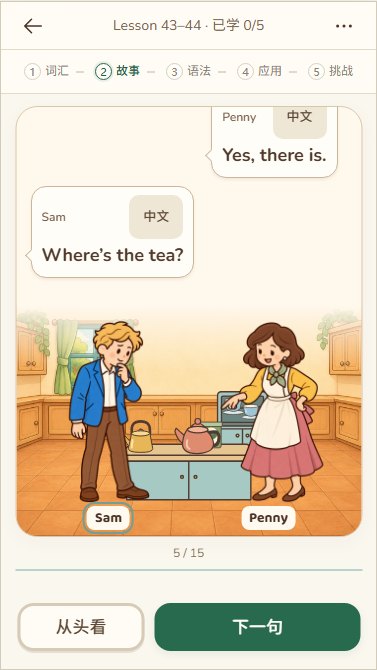 Lesson 43–44 · 已学 0/5
1 词汇 2 故事 3 语法 4 应用 5 挑战
Penny 中文
Yes, there is.
Sam 中文
Where's the tea?
Sam Penny
5 / 15
从头看 下一句